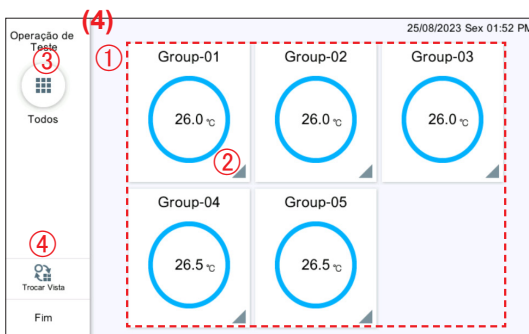 (4)
25/08/2023 Sex 01:52 PM
Operação de
Teste
③
Todos
④
Trocar Vista
Fim
①
Group-01
26.0 ℃
②
Group-02
26.0 ℃
Group-03
26.0 ℃
Group-04
26.5 ℃
Group-05
26.5 ℃